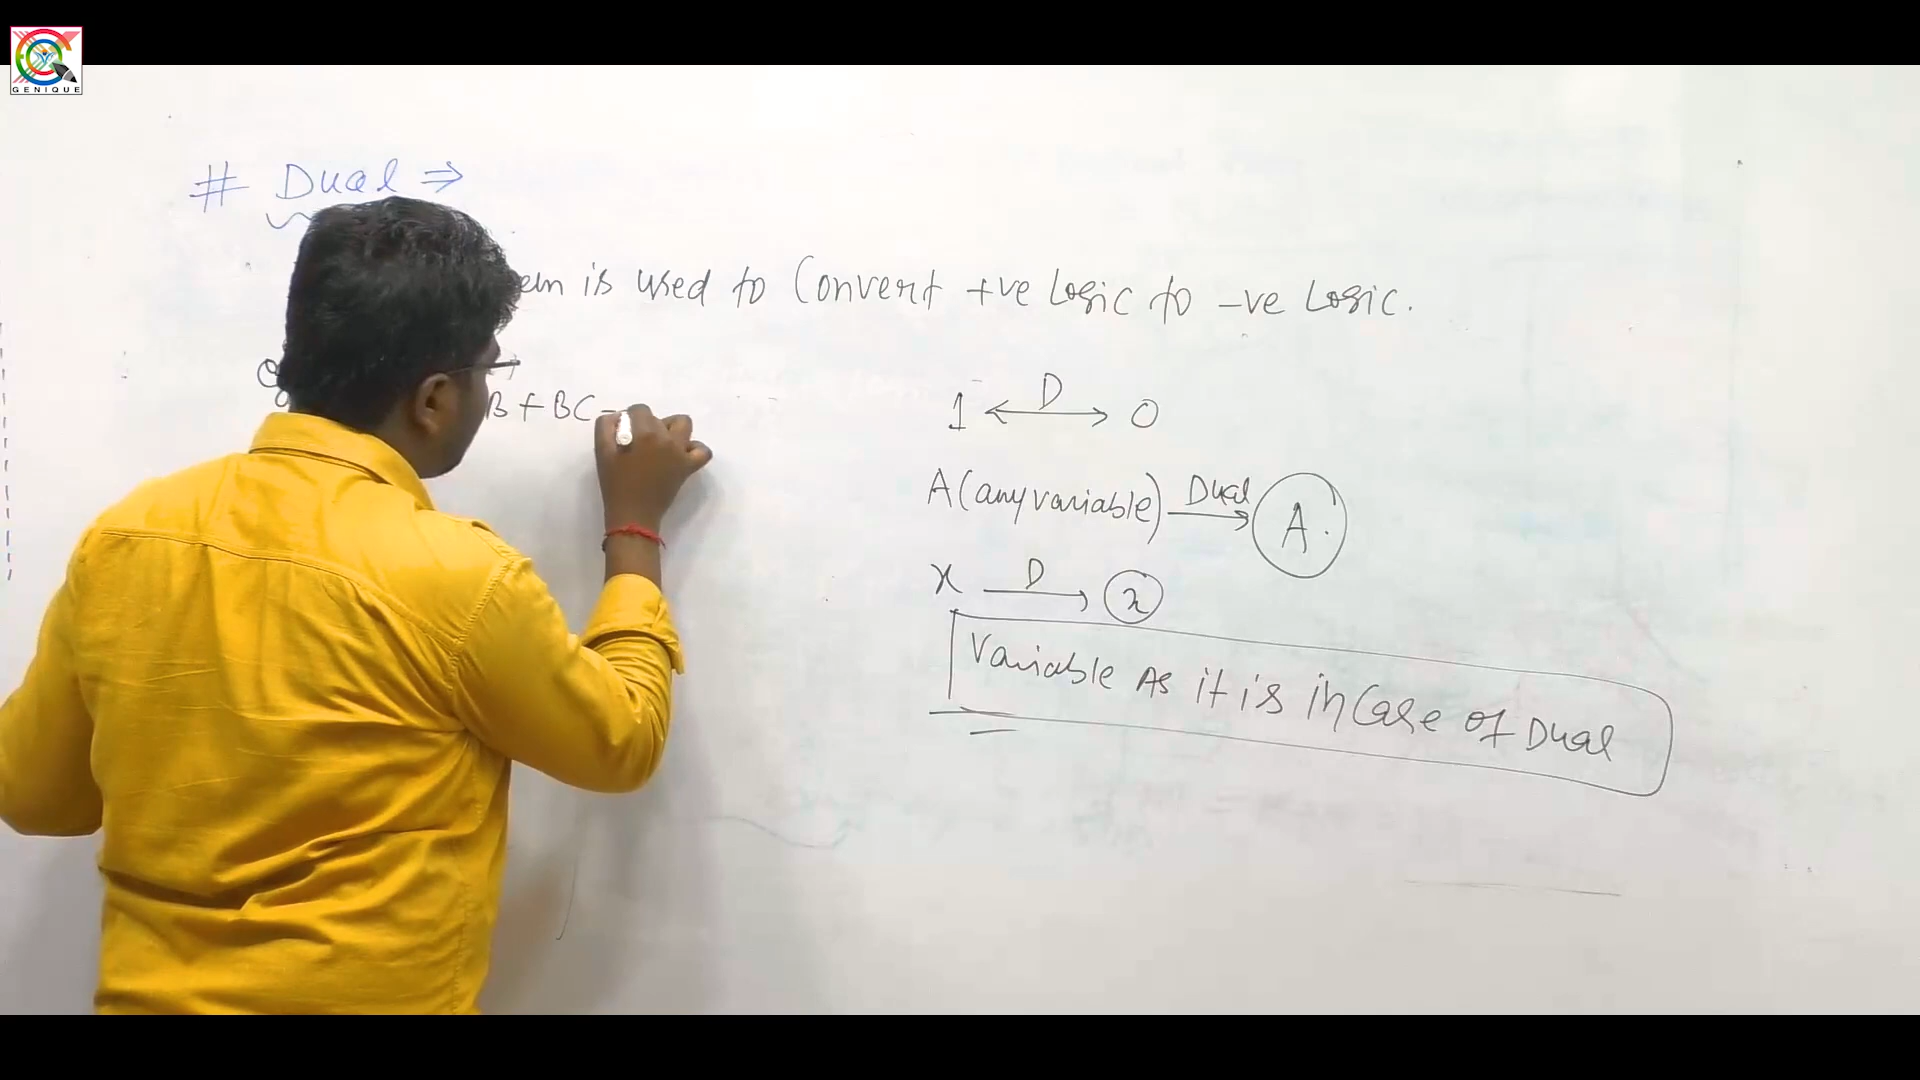 GENIQUE
# Dual ⇒
is used to Convert +ve Logic to -ve Logic.
B + BC
1 ⟷ 0
D
A (any variable) → A.
Dual
x → x
D
Variable As it is in Case of Dual